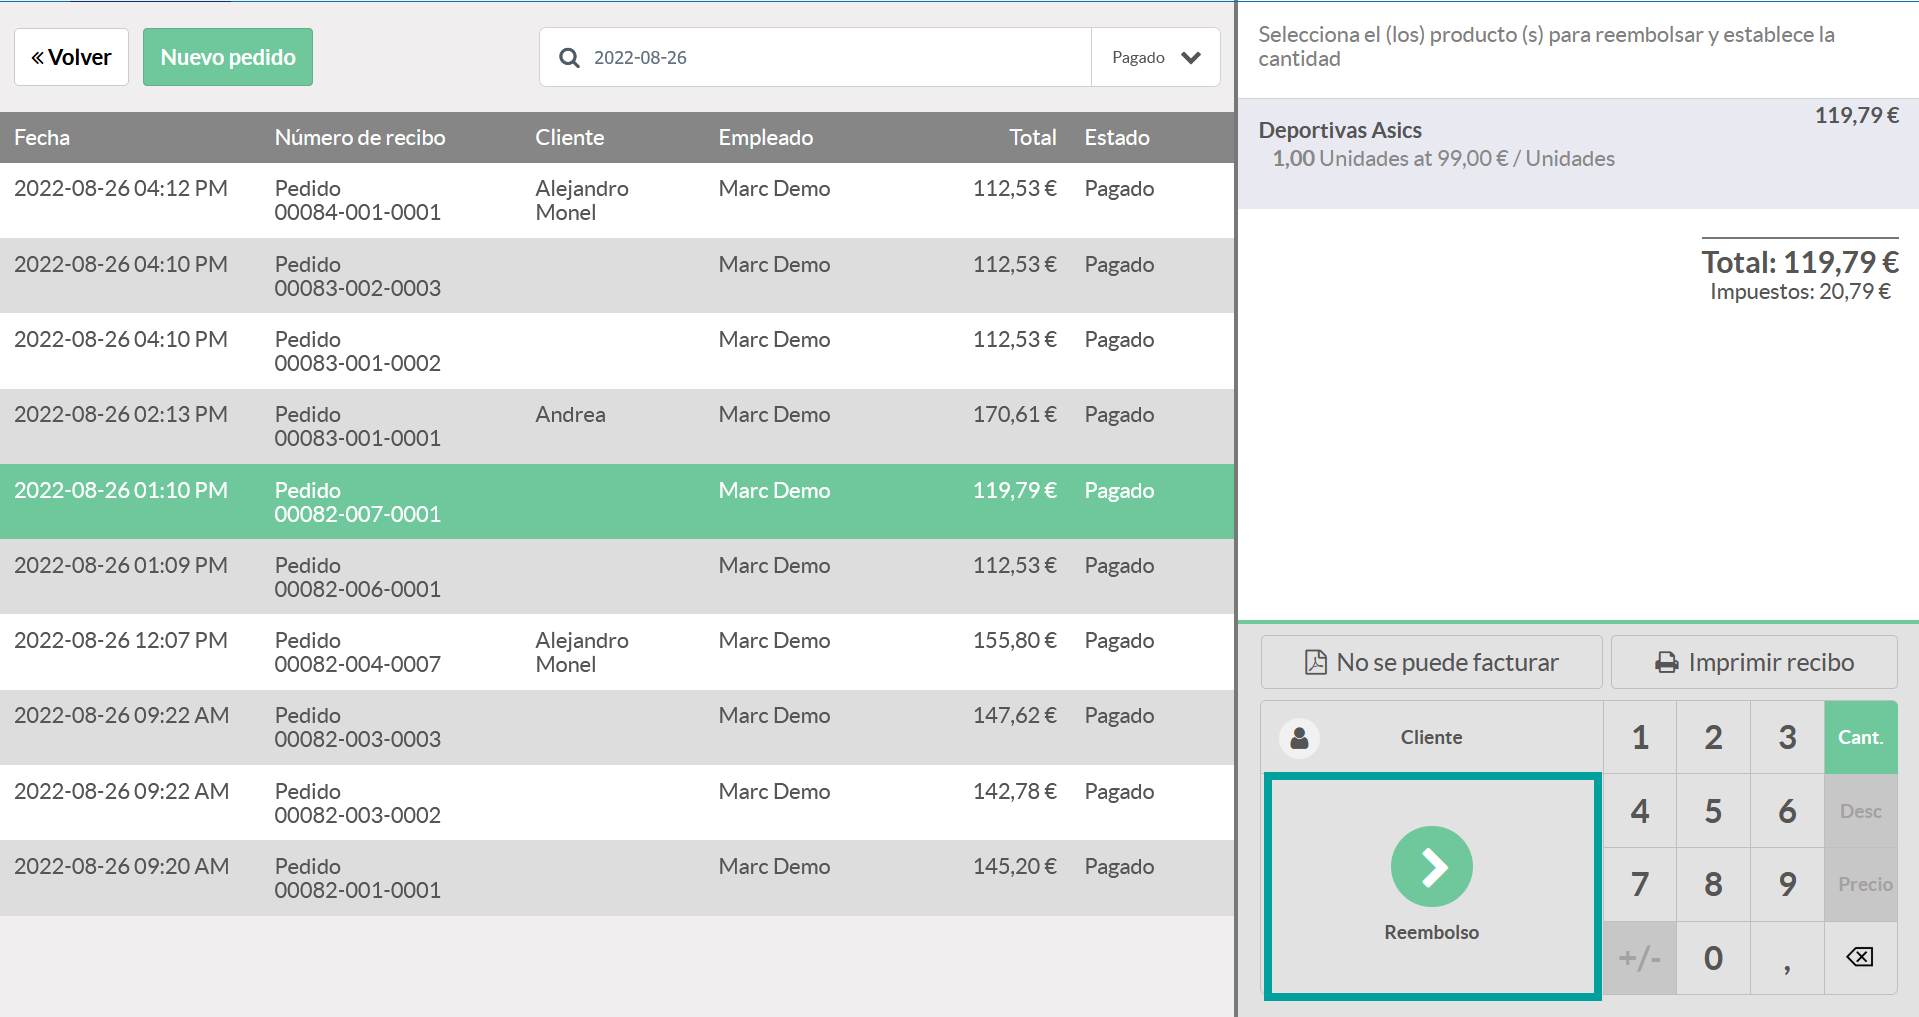 « Volver
Nuevo pedido
2022-08-26
Pagado
Fecha Número de recibo Cliente Empleado Total Estado
2022-08-26 04:12 PM Pedido 00084-001-0001 Alejandro Monel Marc Demo 112,53 € Pagado
2022-08-26 04:10 PM Pedido 00083-002-0003 Marc Demo 112,53 € Pagado
2022-08-26 04:10 PM Pedido 00083-001-0002 Marc Demo 112,53 € Pagado
2022-08-26 02:13 PM Pedido 00083-001-0001 Andrea Marc Demo 170,61 € Pagado
2022-08-26 01:10 PM Pedido 00082-007-0001 Marc Demo 119,79 € Pagado
2022-08-26 01:09 PM Pedido 00082-006-0001 Marc Demo 112,53 € Pagado
2022-08-26 12:07 PM Pedido 00082-004-0007 Alejandro Monel Marc Demo 155,80 € Pagado
2022-08-26 09:22 AM Pedido 00082-003-0003 Marc Demo 147,62 € Pagado
2022-08-26 09:22 AM Pedido 00082-003-0002 Marc Demo 142,78 € Pagado
2022-08-26 09:20 AM Pedido 00082-001-0001 Marc Demo 145,20 € Pagado
Selecciona el (los) producto (s) para reembolsar y establece la
cantidad
Deportivas Asics 119,79 €
1,00 Unidades at 99,00 € / Unidades
Total: 119,79 €
Impuestos: 20,79 €
No se puede facturar
Imprimir recibo
Cliente
Reembolso
1 2 3 Cant.
4 5 6 Desc
7 8 9 Precio
+/- 0 ,